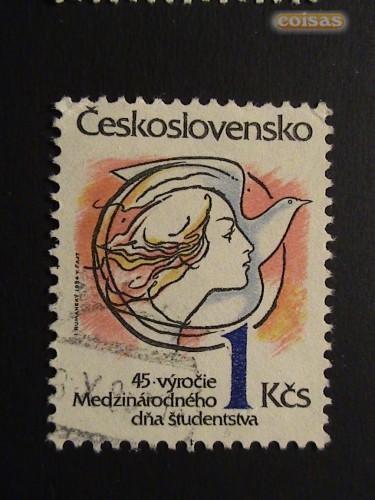 coisas
Československo
45. výročie
Medzinárodného
dňa študentstva
1 Kčs